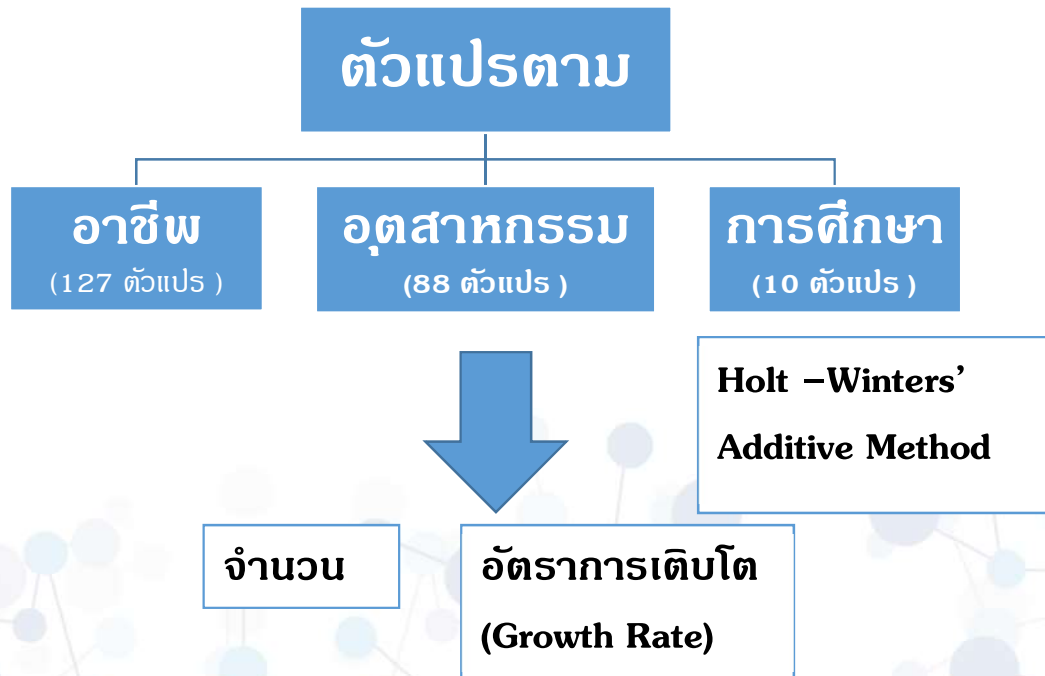 ตัวแปรตาม
อาชีพ
(127 ตัวแปร )
อุตสาหกรรม
(88 ตัวแปร )
การศึกษา
(10 ตัวแปร )
Holt –Winters’
Additive Method
จำนวน
อัตราการเติบโต
(Growth Rate)